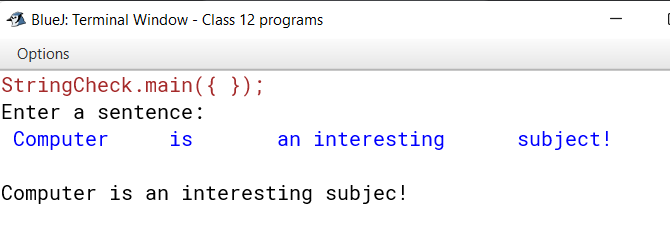 BlueJ: Terminal Window - Class 12 programs
Options
StringCheck.main({ });
Enter a sentence:
 Computer     is       an interesting      subject!

Computer is an interesting subjec!